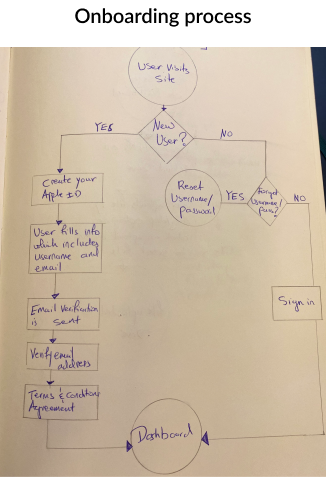 Onboarding process
User Visits
Site
New
User?
YES
NO
Create your
Apple ID
User fills info
which includes
username and
email
Email Verification
is sent
Verify email
address
Terms & Condition
Agreement
Reset
Username/
password
YES
Forgot
Username/
Pass?
NO
Sign in
Dashboard